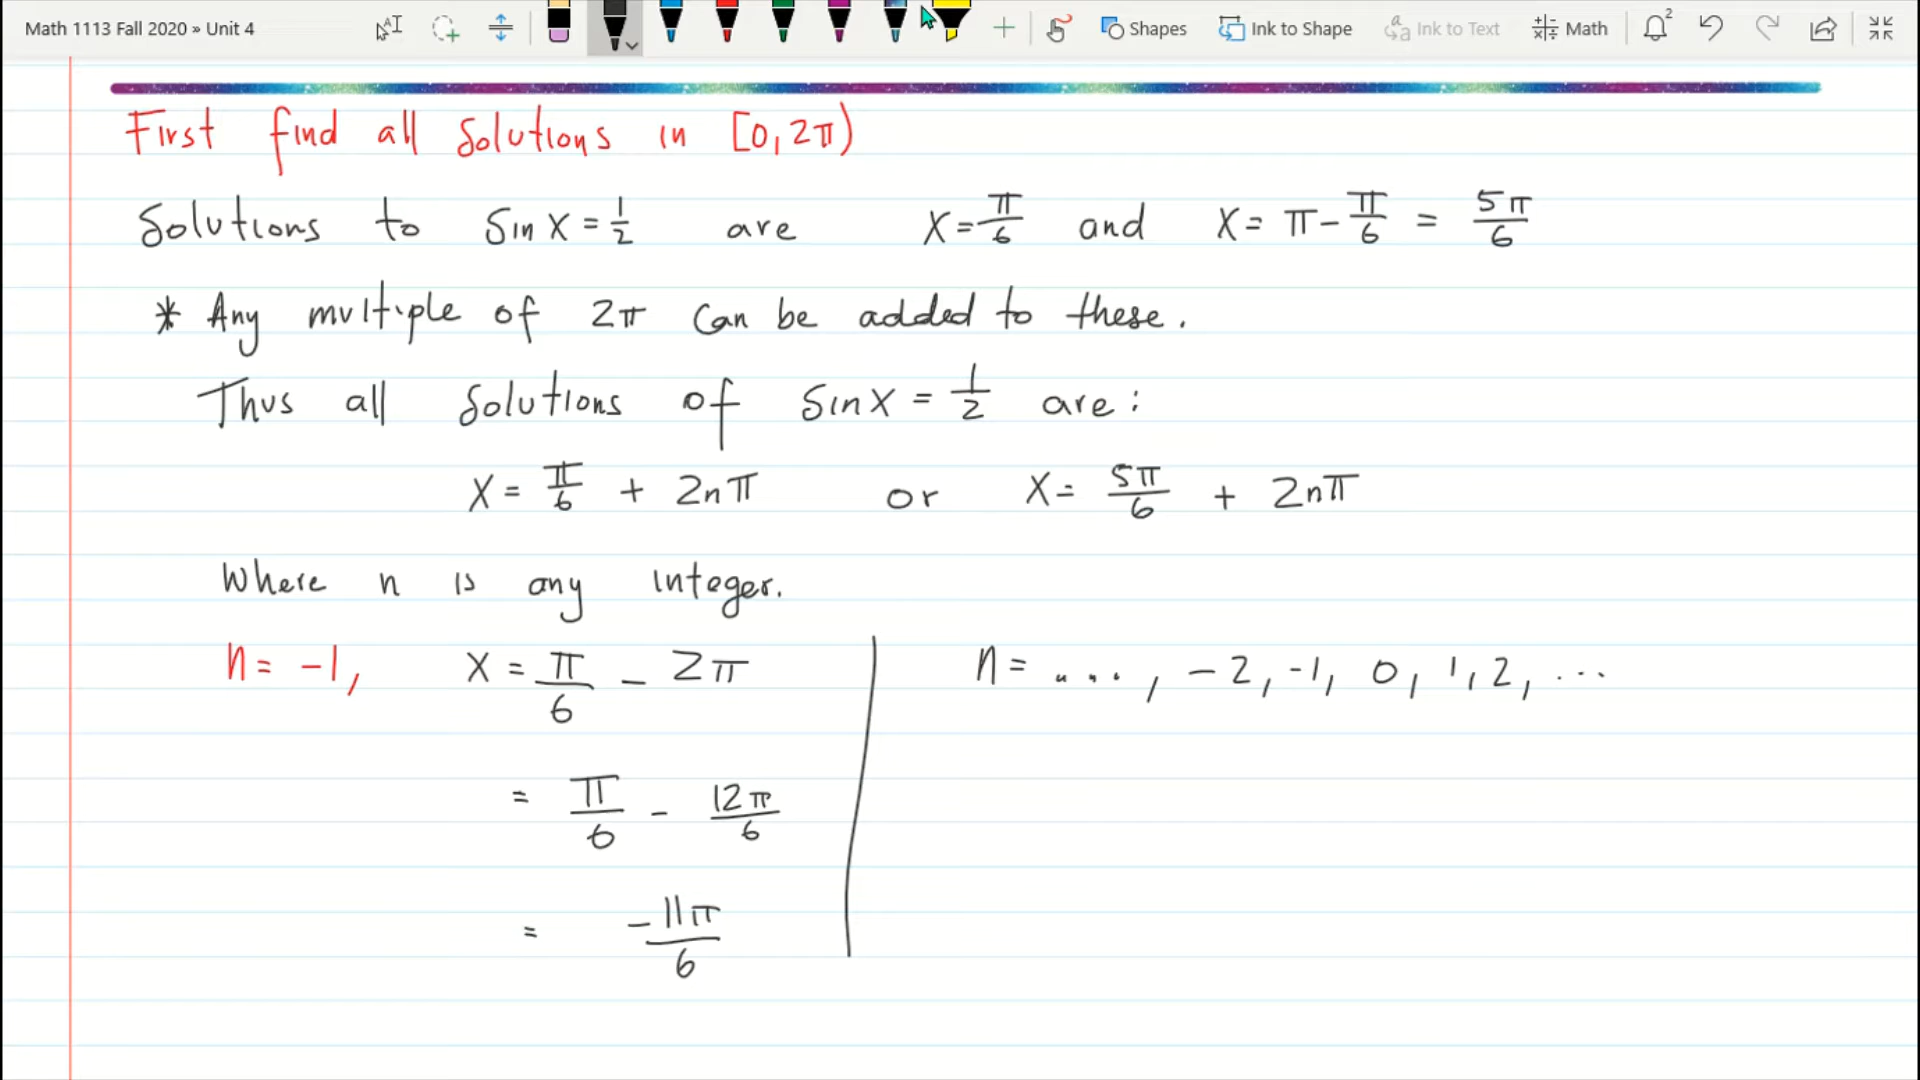 Math 1113 Fall 2020 » Unit 4 Shapes Ink to Shape Ink to Text Math 2
First find all solutions in [0, 2π)
Solutions to sin x = 1/2 are x = π/6 and x = π - π/6 = 5π/6
* Any multiple of 2π can be added to these.
Thus all solutions of sin x = 1/2 are:
x = π/6 + 2nπ or x = 5π/6 + 2nπ
Where n is any integer.
n = -1, x = π/6 - 2π
n = ...., -2, -1, 0, 1, 2, ...
= π/6 - 12π/6
= -11π/6